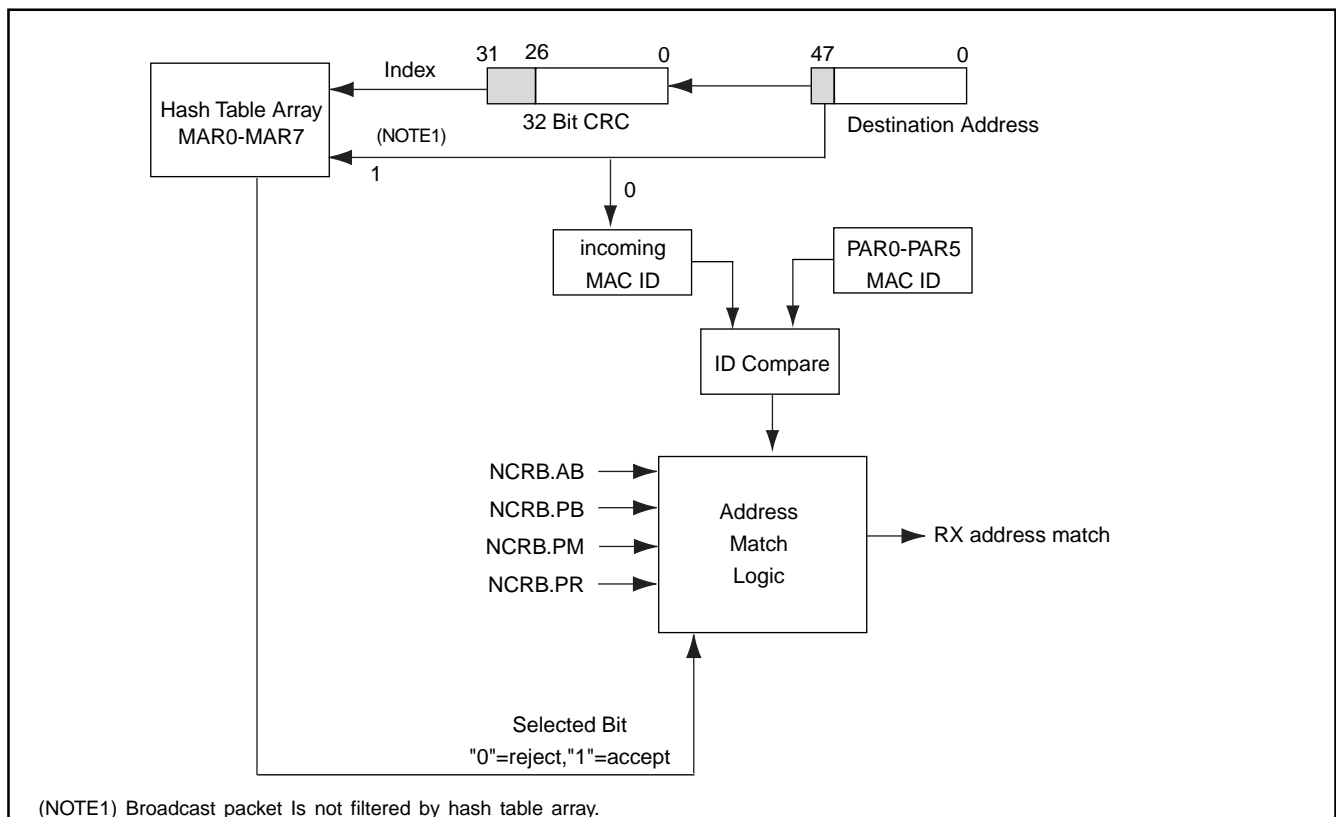 31 26 0 47 0
Index
Hash Table Array
MAR0-MAR7
32 Bit CRC
Destination Address
(NOTE1)
1
0
incoming
MAC ID
PAR0-PAR5
MAC ID
ID Compare
NCRB.AB
NCRB.PB
NCRB.PM
NCRB.PR
Address
Match
Logic
RX address match
Selected Bit
"0"=reject,"1"=accept
(NOTE1) Broadcast packet Is not filtered by hash table array.